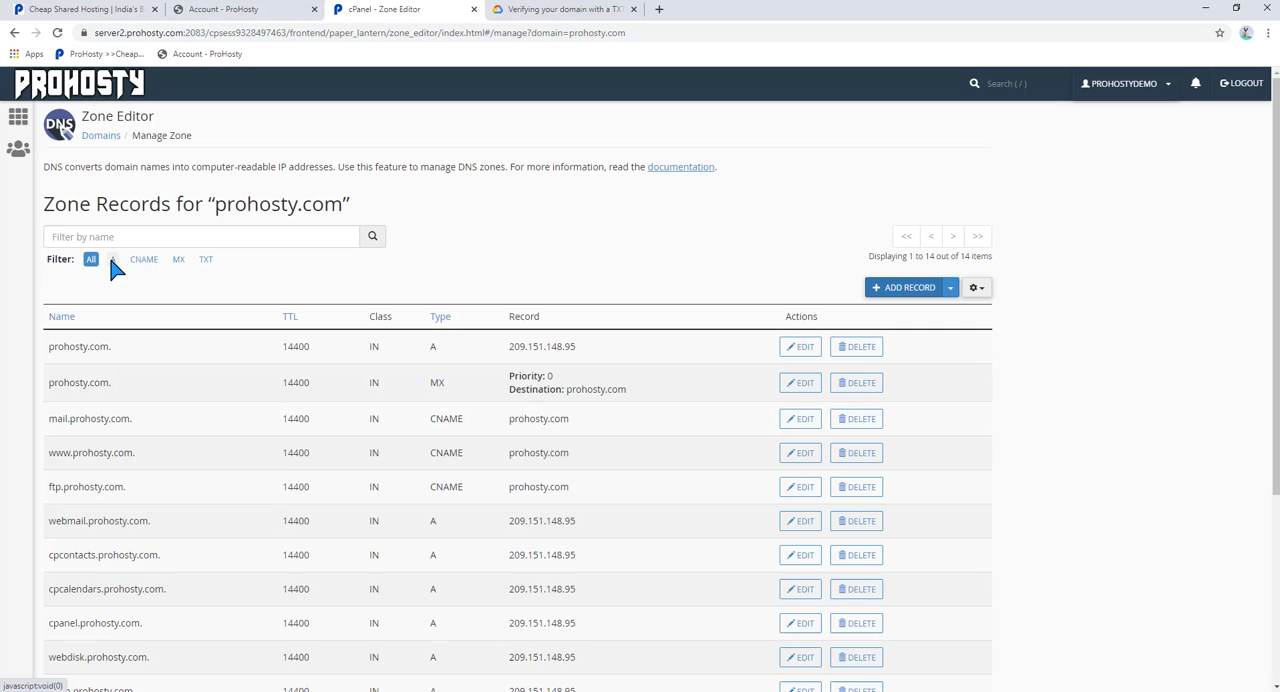 Cheap Shared Hosting | India's B
Account - ProHosty
cPanel - Zone Editor
Verifying your domain with a TXT
server2.prohosty.com:2083/cpsess9328497463/frontend/paper_lantern/zone_editor/index.html#/manage?domain=prohosty.com
Apps
ProHosty >>Cheap...
Account - ProHosty
PROHOSTY
Search ( / )
PROHOSTYDEMO
LOGOUT
DNS
Zone Editor
Domains / Manage Zone
DNS converts domain names into computer-readable IP addresses. Use this feature to manage DNS zones. For more information, read the documentation.
Zone Records for “prohosty.com”
Filter by name
<< < > >>
Filter: All CNAME MX TXT
Displaying 1 to 14 out of 14 items
+ ADD RECORD
Name TTL Class Type Record Actions
prohosty.com. 14400 IN A 209.151.148.95 EDIT DELETE
prohosty.com. 14400 IN MX Priority: 0 EDIT DELETE
Destination: prohosty.com
mail.prohosty.com. 14400 IN CNAME prohosty.com EDIT DELETE
www.prohosty.com. 14400 IN CNAME prohosty.com EDIT DELETE
ftp.prohosty.com. 14400 IN CNAME prohosty.com EDIT DELETE
webmail.prohosty.com. 14400 IN A 209.151.148.95 EDIT DELETE
cpcontacts.prohosty.com. 14400 IN A 209.151.148.95 EDIT DELETE
cpcalendars.prohosty.com. 14400 IN A 209.151.148.95 EDIT DELETE
cpanel.prohosty.com. 14400 IN A 209.151.148.95 EDIT DELETE
webdisk.prohosty.com. 14400 IN A 209.151.148.95 EDIT DELETE
javascript:void(0)